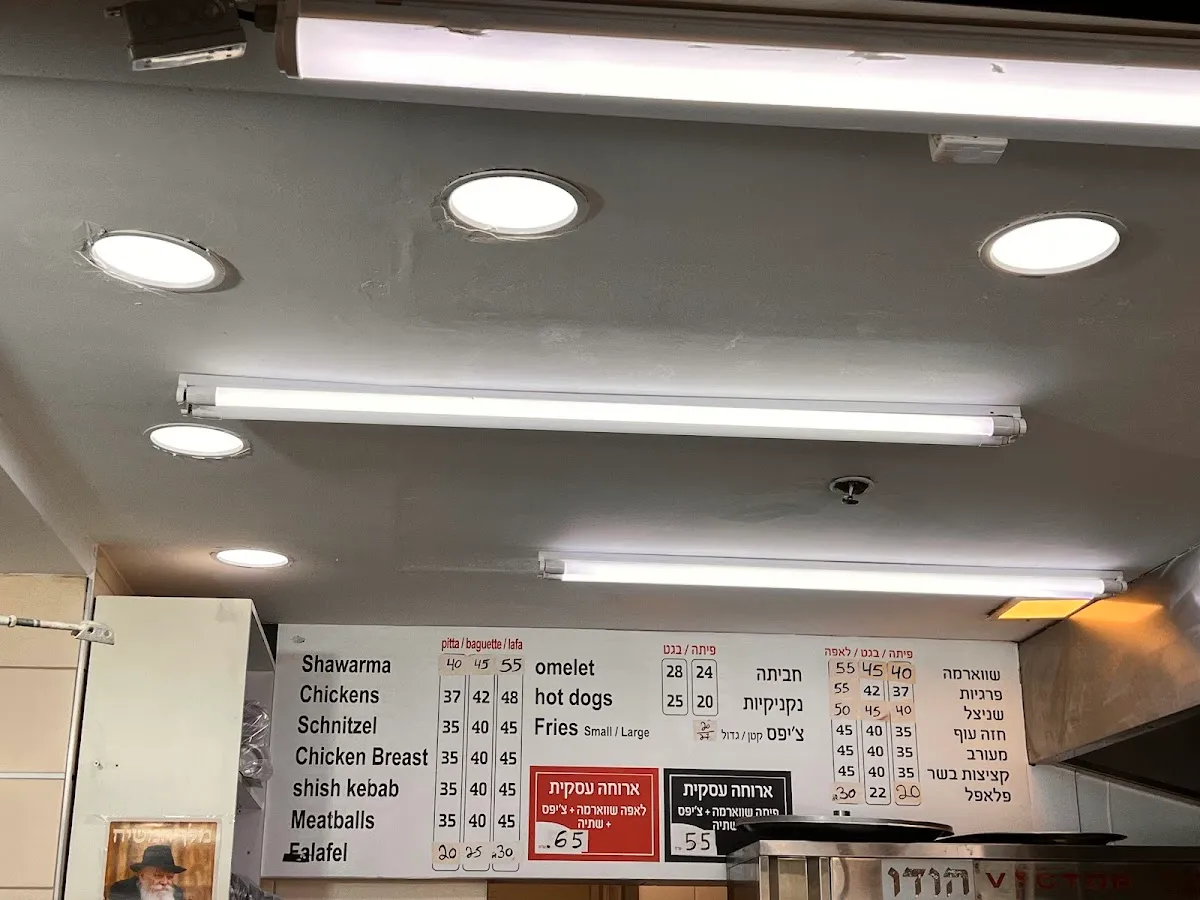 pitta / baguette / lafa
Shawarma 40 45 55
Chickens 37 42 48
Schnitzel 35 40 45
Chicken Breast 35 40 45
shish kebab 35 40 45
Meatballs 35 40 45
Falafel 20 25 30
omelet
hot dogs
Fries Small / Large
פיתה / בגט
חביתה 24 28
נקניקיות 20 25
צ'יפס קטן / גדול
פיתה / בגט / לאפה
שווארמה 40 45 55
פרגיות 37 42 55
שניצל 40 45 50
חזה עוף 35 40 45
מעורב 35 40 45
קציצות בשר 35 40 45
פלאפל 20 22 30
ארוחה עסקית
לאפה שווארמה + צ'יפס
+ שתיה
65
ארוחה עסקית
פיתה שווארמה + צ'יפס
55
מלך המשיח
הודו VICTOR